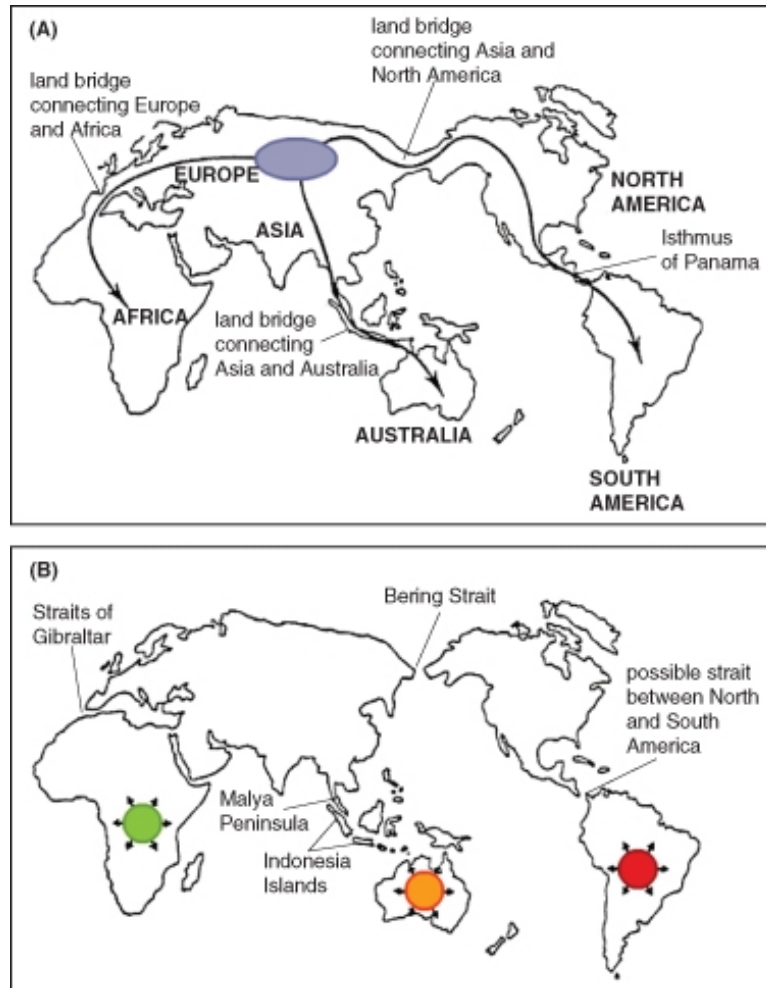 (A)
land bridge
connecting Asia and
North America
land bridge
connecting Europe
and Africa
EUROPE
NORTH
AMERICA
ASIA
Isthmus
of Panama
AFRICA
land bridge
connecting
Asia and Australia
AUSTRALIA
SOUTH
AMERICA
(B)
Bering Strait
Straits of
Gibraltar
possible strait
between North
and South
America
Malya
Peninsula
Indonesia
Islands